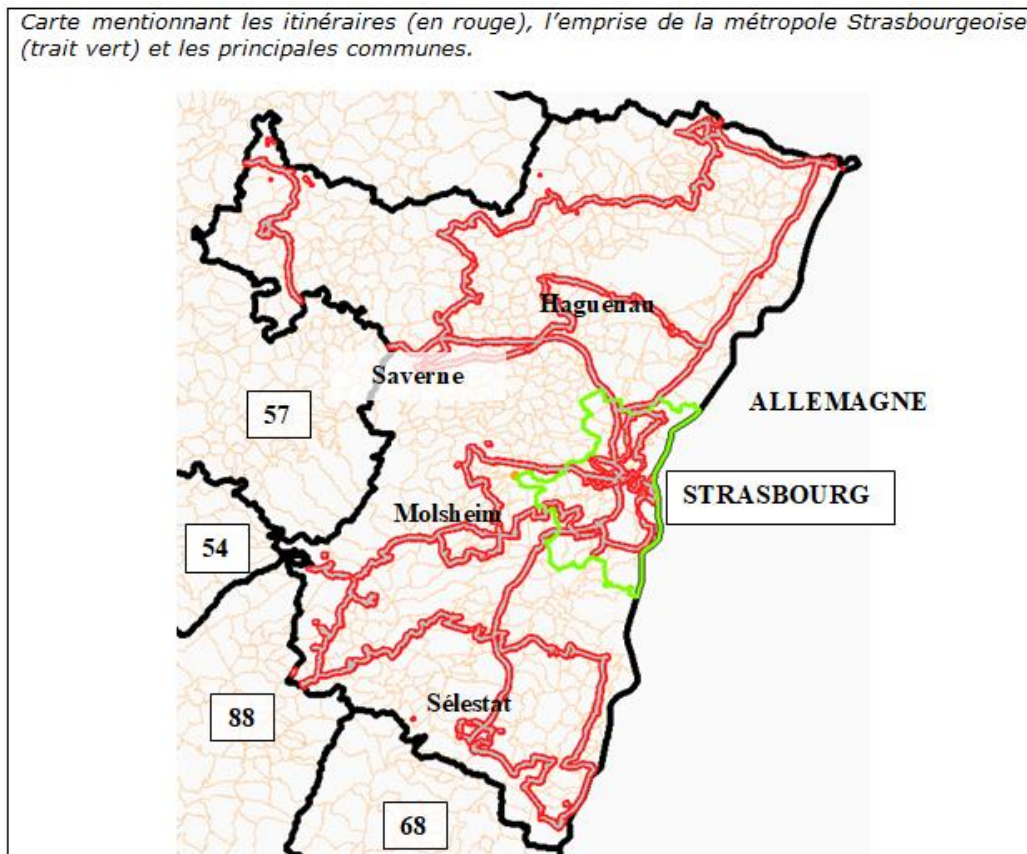 Carte mentionnant les itinéraires (en rouge), l’emprise de la métropole Strasbourgeoise
(trait vert) et les principales communes.
Haguenau
Saverne
57
ALLEMAGNE
STRASBOURG
Molsheim
54
Sélestat
88
68